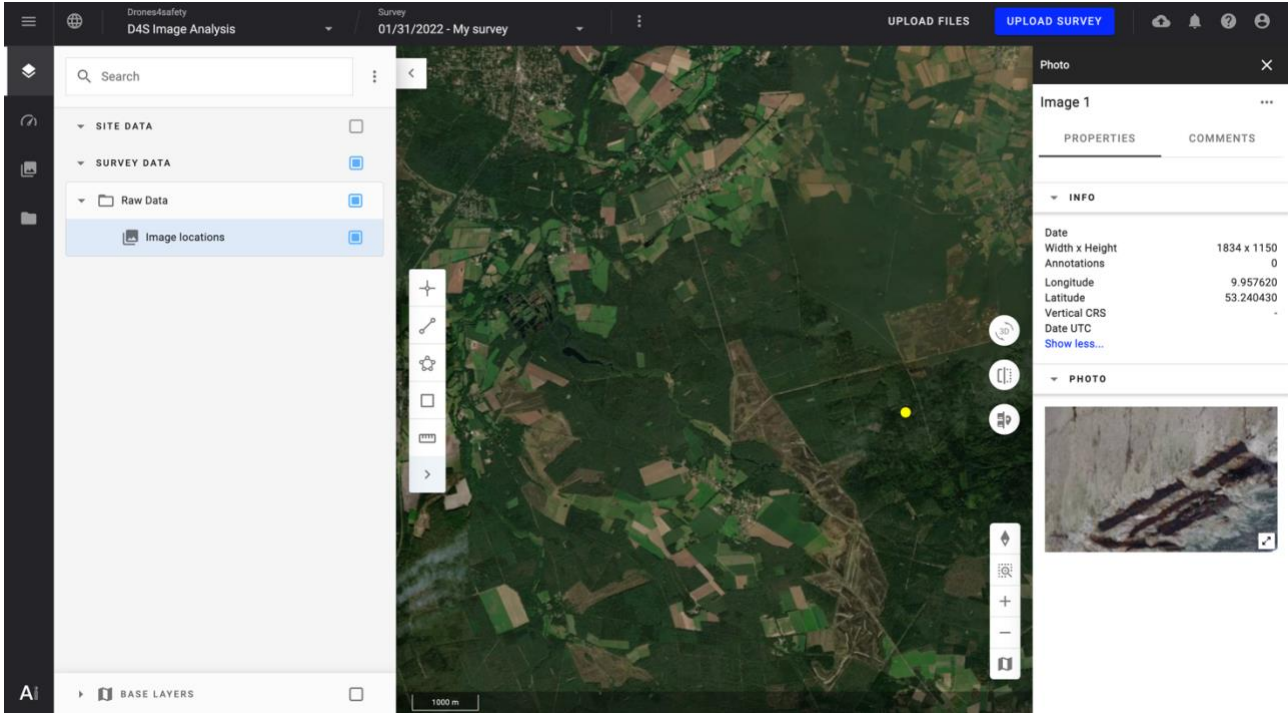 Drones4safety
D4S Image Analysis
Survey
01/31/2022 - My survey
UPLOAD FILES
UPLOAD SURVEY
Search
SITE DATA
SURVEY DATA
Raw Data
Image locations
BASE LAYERS
Ai
3D
1000 m
Photo
Image 1
PROPERTIES
COMMENTS
INFO
Date
Width x Height 1834 x 1150
Annotations 0
Longitude 9.957620
Latitude 53.240430
Vertical CRS -
Date UTC
Show less...
PHOTO